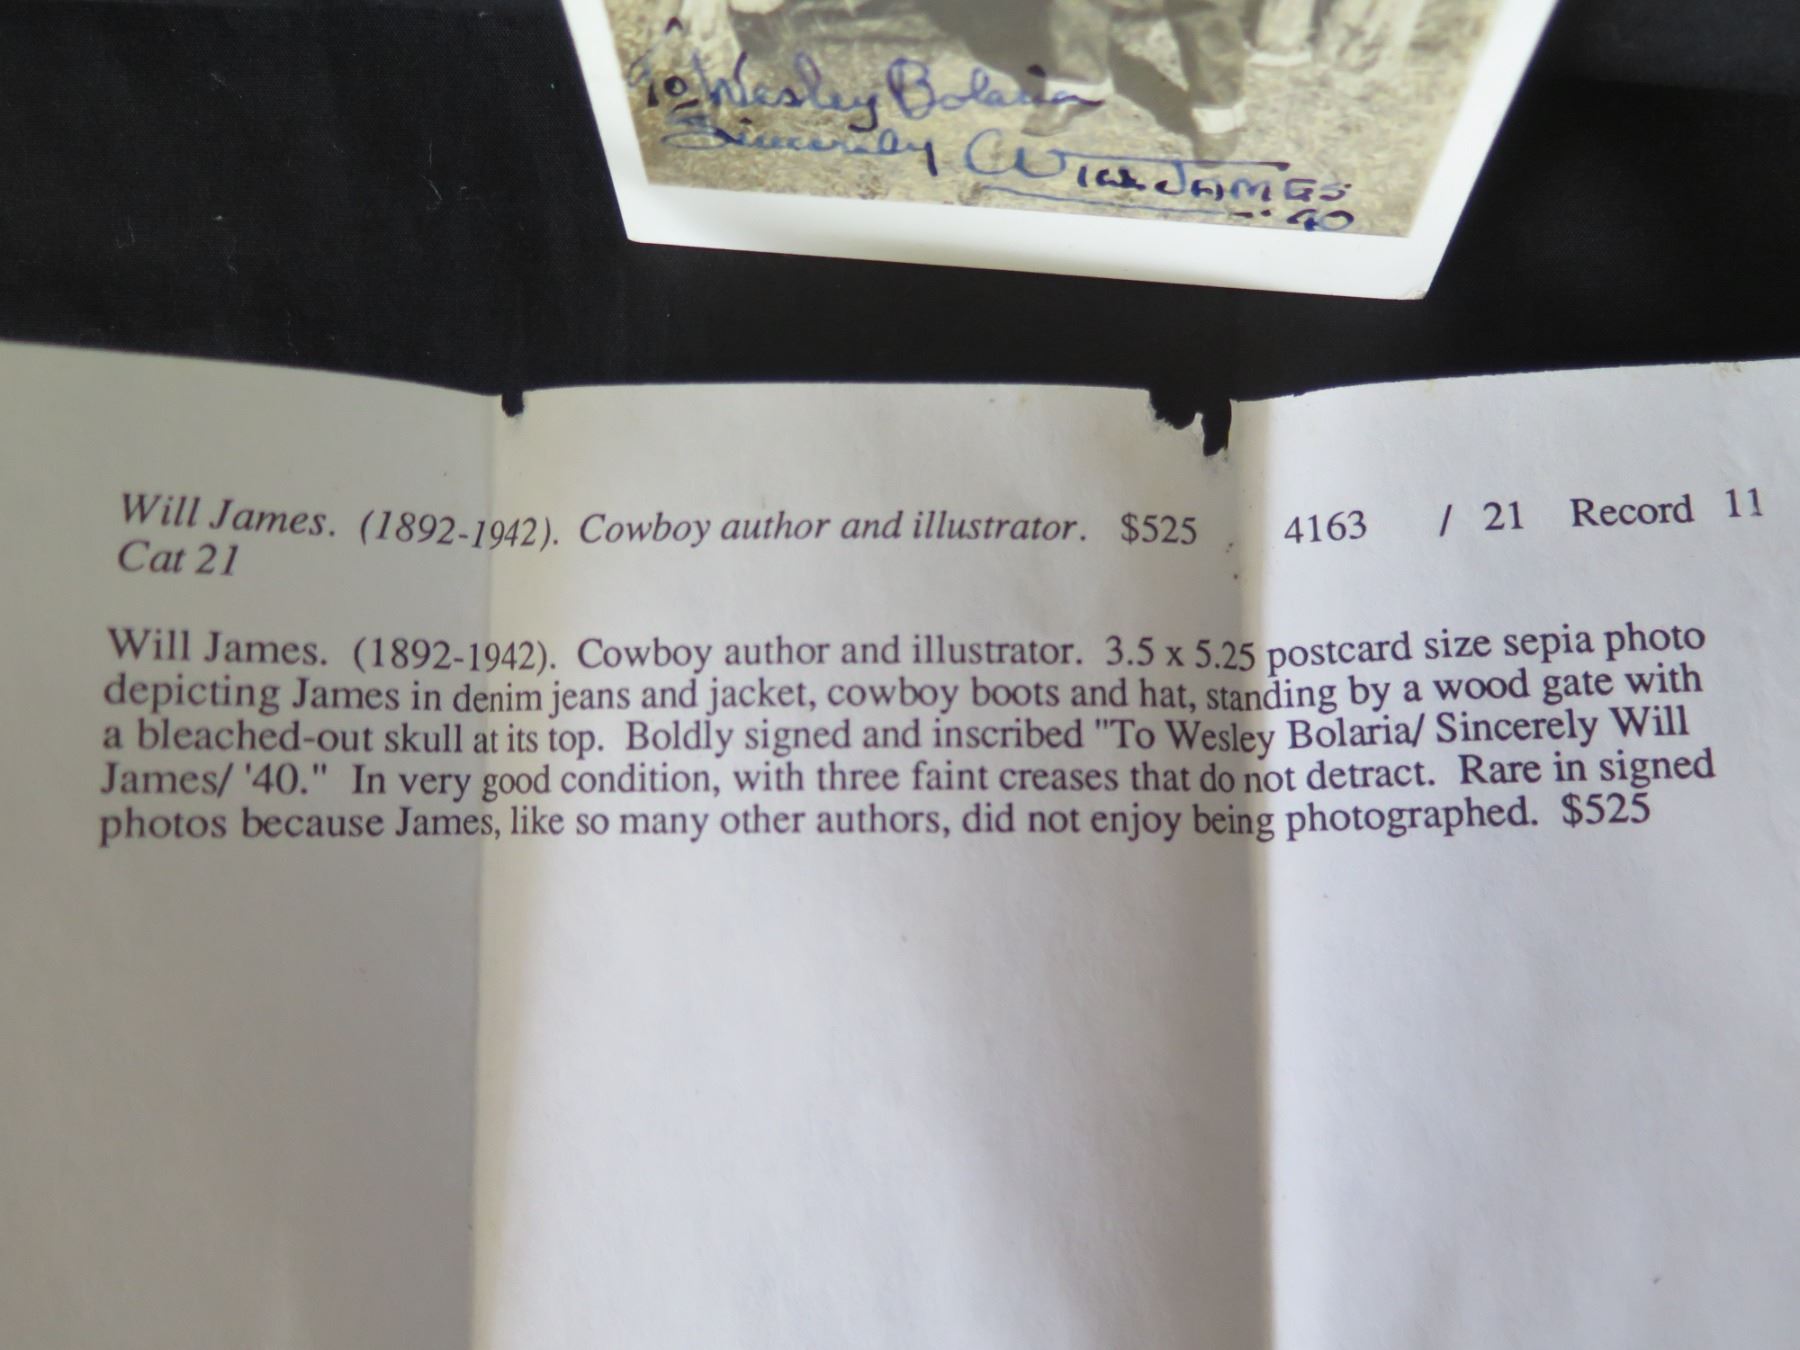 To Wesley Bolaria
Sincerely Will James
'40
Will James. (1892-1942). Cowboy author and illustrator. $525 4163 / 21 Record 11
Cat 21
Will James. (1892-1942). Cowboy author and illustrator. 3.5 x 5.25 postcard size sepia photo
depicting James in denim jeans and jacket, cowboy boots and hat, standing by a wood gate with
a bleached-out skull at its top. Boldly signed and inscribed "To Wesley Bolaria/ Sincerely Will
James/ '40." In very good condition, with three faint creases that do not detract. Rare in signed
photos because James, like so many other authors, did not enjoy being photographed. $525